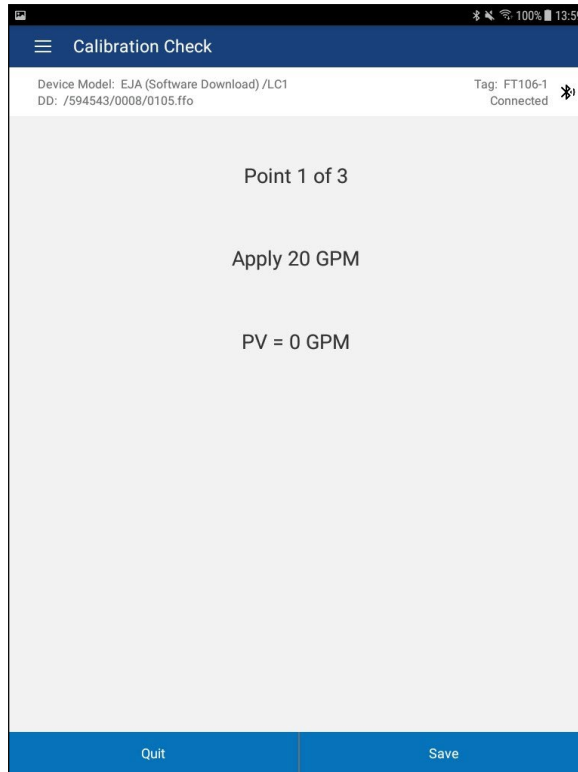 100% 13:59
Calibration Check
Device Model: EJA (Software Download) /LC1
DD: /594543/0008/0105.ffo
Tag: FT106-1
Connected
Point 1 of 3
Apply 20 GPM
PV = 0 GPM
Quit
Save